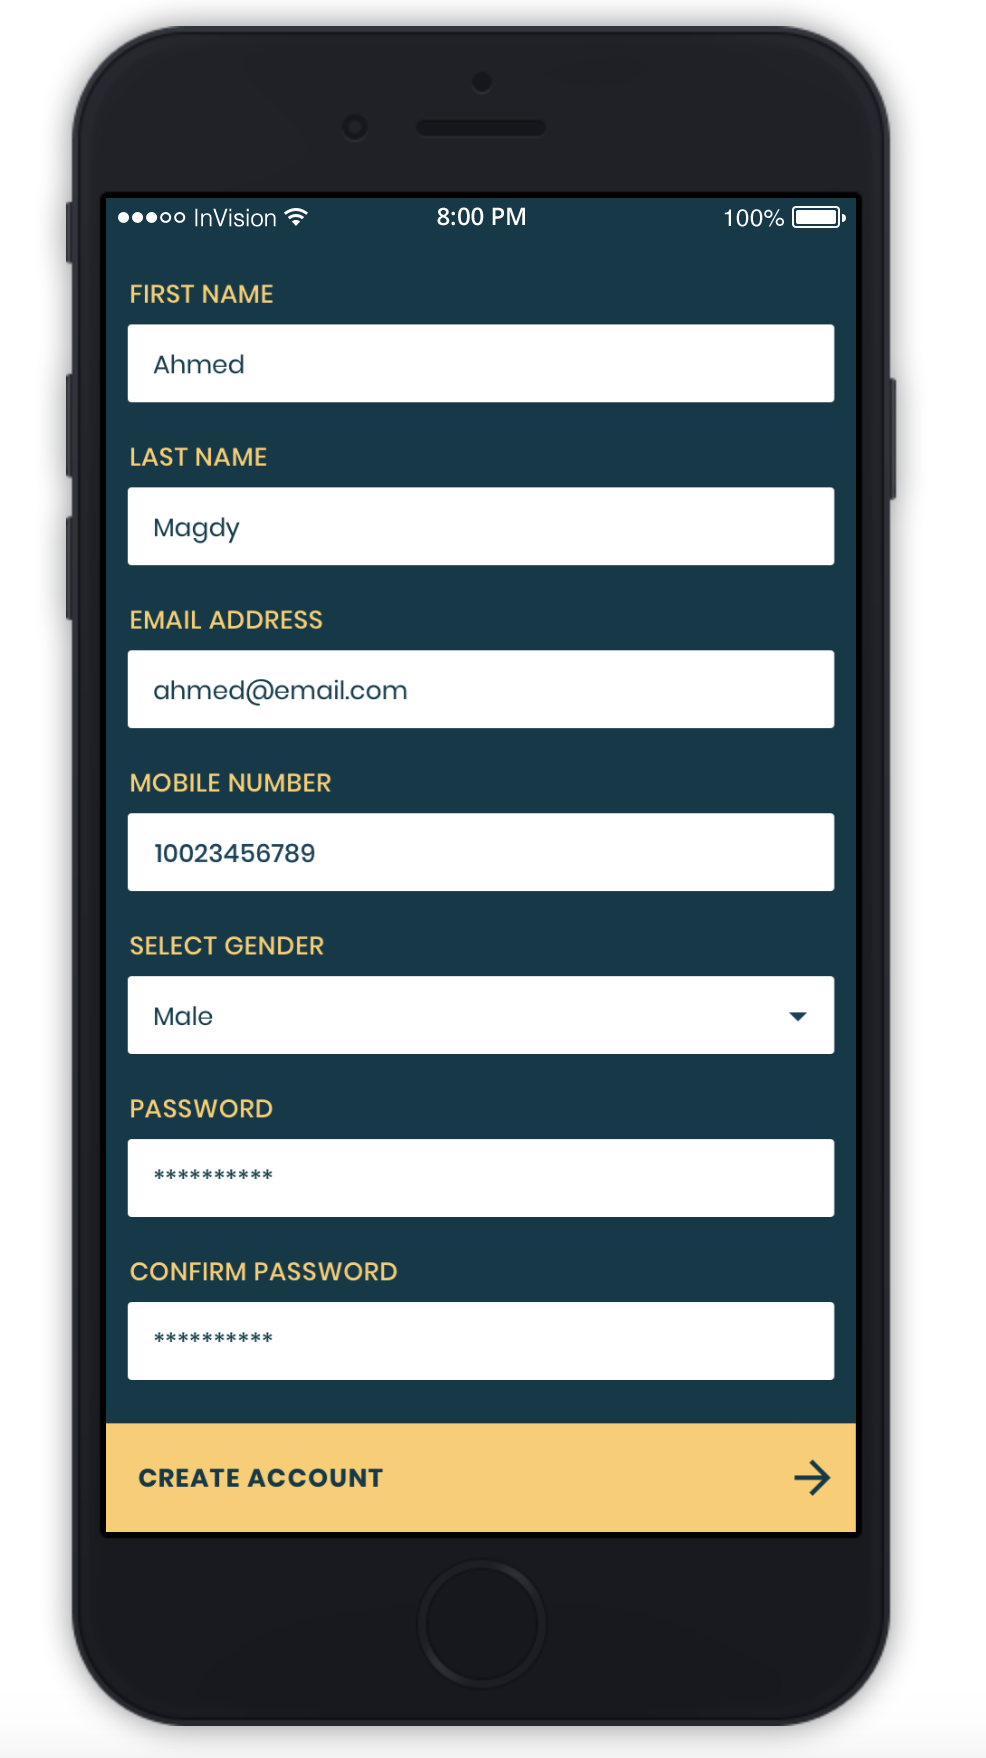 InVision 8:00 PM 100%
FIRST NAME
Ahmed
LAST NAME
Magdy
EMAIL ADDRESS
ahmed@email.com
MOBILE NUMBER
10023456789
SELECT GENDER
Male
PASSWORD
**********
CONFIRM PASSWORD
**********
CREATE ACCOUNT